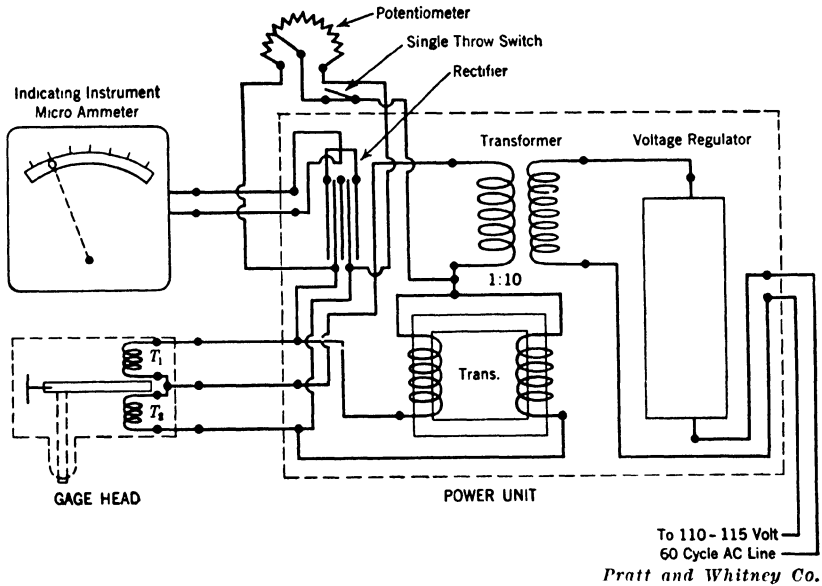 Potentiometer
Single Throw Switch
Rectifier
Indicating Instrument
Micro Ammeter
Transformer
Voltage Regulator
1:10
T1
Trans.
T2
GAGE HEAD
POWER UNIT
To 110-115 Volt
60 Cycle AC Line
Pratt and Whitney Co.